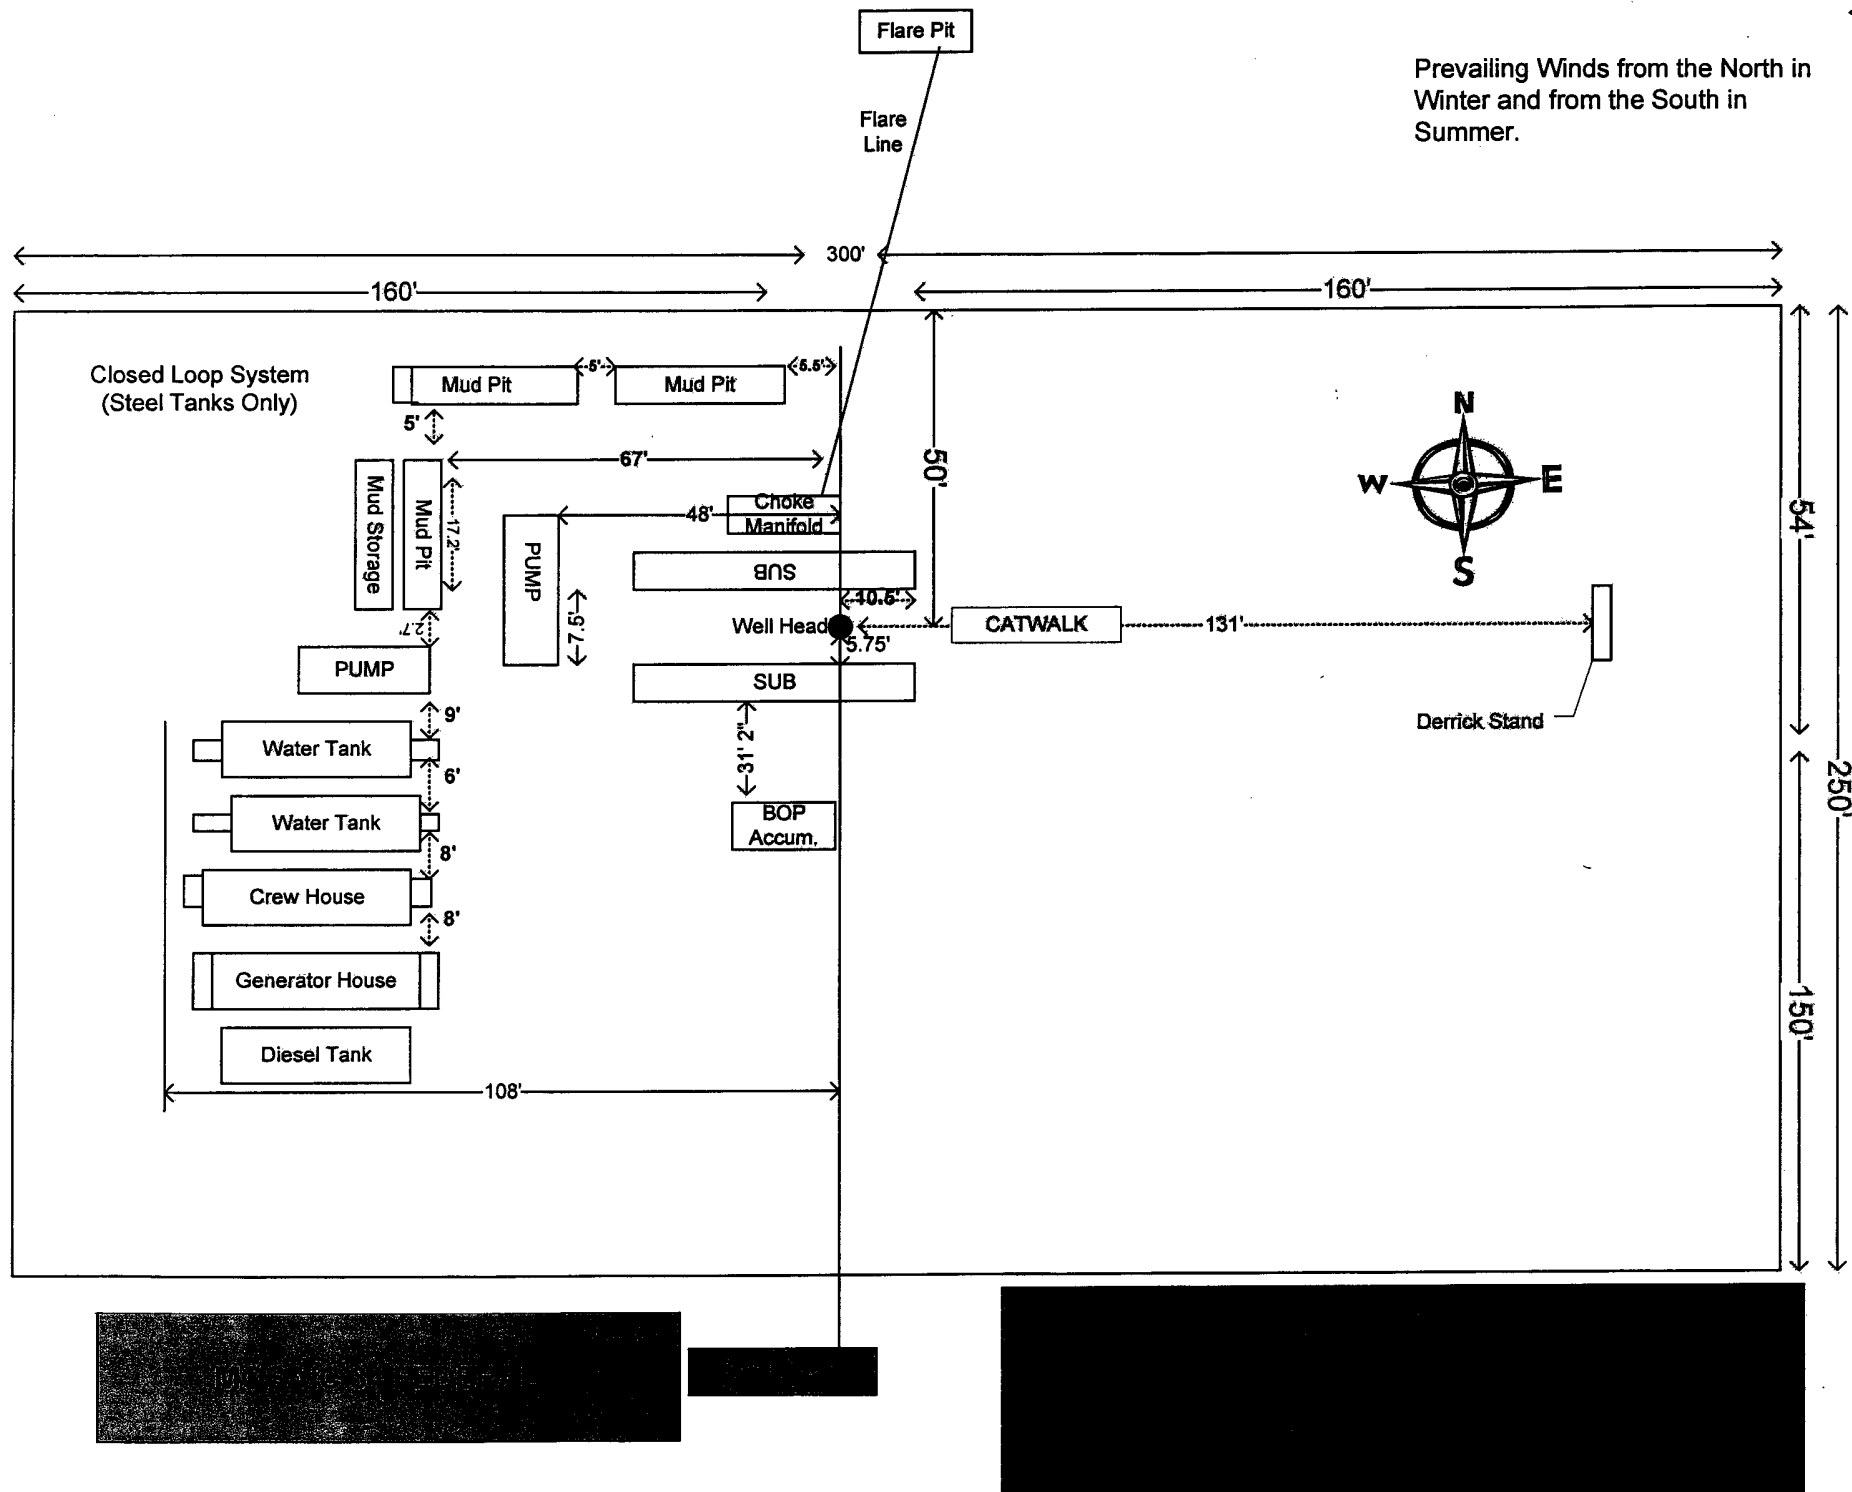 Flare Pit
Prevailing Winds from the North in
Winter and from the South in
Summer.
Flare
Line
300'
160'
160'
Closed Loop System
(Steel Tanks Only)
Mud Pit
5'
Mud Pit
5.5'
5'
N
W
E
S
67'
50'
54'
Mud Storage
Mud Pit
17.2'
Choke
Manifold
48'
PUMP
SUB
10.5'
7.5'
Well Head
5.75'
CATWALK
131'
2.7'
PUMP
SUB
Derrick Stand
9'
Water Tank
31' 2"
6'
250'
Water Tank
BOP
Accum.
8'
Crew House
8'
Generator House
150'
Diesel Tank
108'